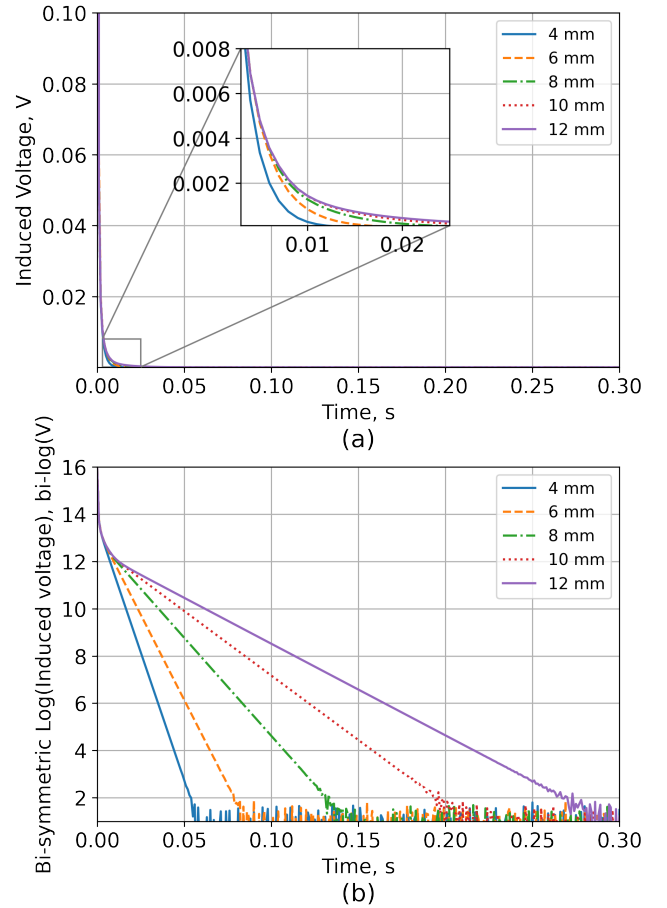 0.10
0.08
0.06
0.04
0.02
Induced Voltage, V
4 mm
6 mm
8 mm
10 mm
12 mm
0.008
0.006
0.004
0.002
0.01 0.02
0.00 0.05 0.10 0.15 0.20 0.25 0.30
Time, s
(a)
16
14
12
10
8
6
4
2
Bi-symmetric Log(Induced voltage), bi-log(V)
4 mm
6 mm
8 mm
10 mm
12 mm
0.00 0.05 0.10 0.15 0.20 0.25 0.30
Time, s
(b)